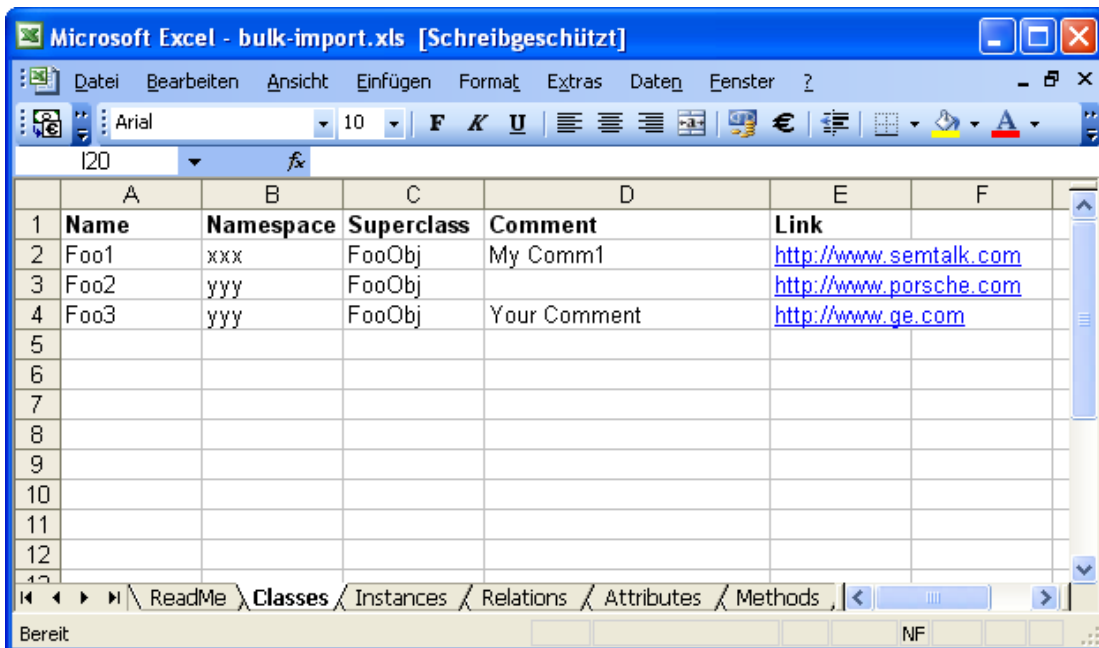 Microsoft Excel - bulk-import.xls [Schreibgeschützt]
Datei Bearbeiten Ansicht Einfügen Format Extras Daten Fenster ?
Arial 10 F K U €
I20 fx
A B C D E F
1 Name Namespace Superclass Comment Link
2 Foo1 xxx FooObj My Comm1 http://www.semtalk.com
3 Foo2 yyy FooObj http://www.porsche.com
4 Foo3 yyy FooObj Your Comment http://www.ge.com
5
6
7
8
9
10
11
12
ReadMe Classes Instances Relations Attributes Methods
Bereit NF